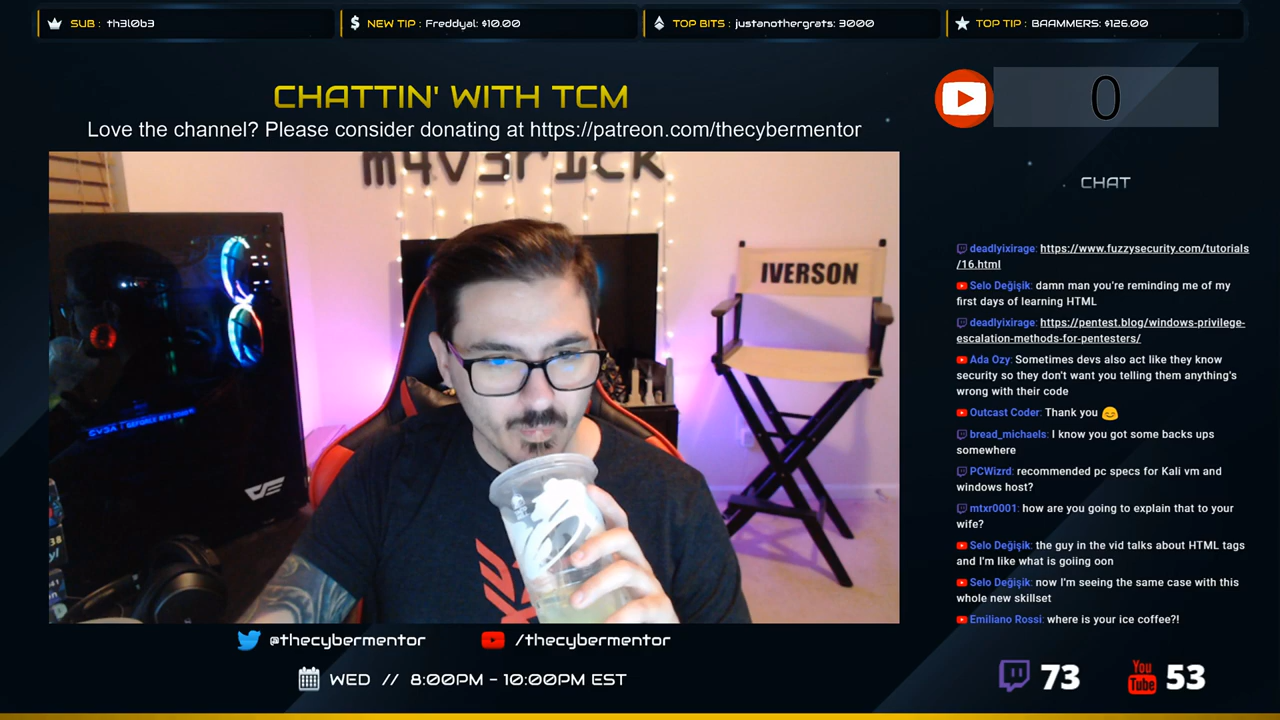 SUB : th3l0b3
NEW TIP : Freddyal: $10.00
TOP BITS : justanothergrats: 3000
TOP TIP : BAAMMERS: $126.00
CHATTIN' WITH TCM
Love the channel? Please consider donating at https://patreon.com/thecybermentor
0
m4v3r1ck
IVERSON
CHAT
deadlyixirage: https://www.fuzzysecurity.com/tutorials
/16.html
Selo Değişik: damn man you're reminding me of my
first days of learning HTML
deadlyixirage: https://pentest.blog/windows-privilege-
escalation-methods-for-pentesters/
Ada Ozy: Sometimes devs also act like they know
security so they don't want you telling them anything's
wrong with their code
Outcast Coder: Thank you 😊
bread_michaels: I know you got some backs ups
somewhere
PCWizrd: recommended pc specs for Kali vm and
windows host?
mtxr0001: how are you going to explain that to your
wife?
Selo Değişik: the guy in the vid talks about HTML tags
and I'm like what is goiing oon
Selo Değişik: now I'm seeing the same case with this
whole new skillset
Emiliano Rossi: where is your ice coffee?!
@thecybermentor
/thecybermentor
WED // 8:00PM - 10:00PM EST
73
You
Tube
53